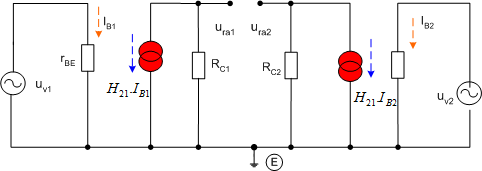 I_B1
u_ra1
u_ra2
I_B2
r_BE
R_C1
R_C2
u_v1
H_21.I_B1
H_21.I_B2
u_v2
E